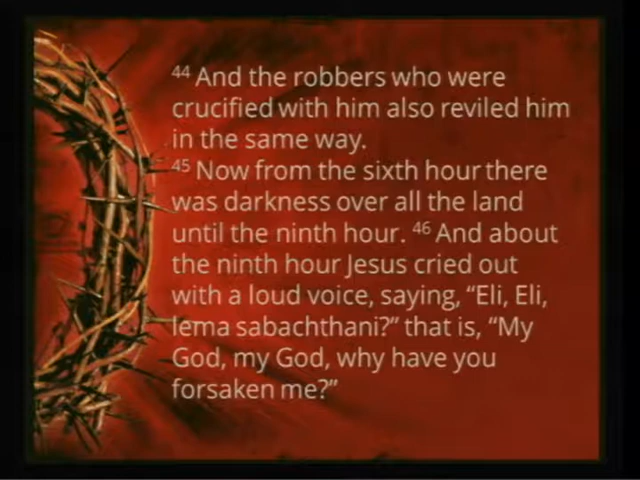 44 And the robbers who were
crucified with him also reviled him
in the same way.
45 Now from the sixth hour there
was darkness over all the land
until the ninth hour. 46 And about
the ninth hour Jesus cried out
with a loud voice, saying, “Eli, Eli,
lema sabachthani?” that is, “My
God, my God, why have you
forsaken me?”